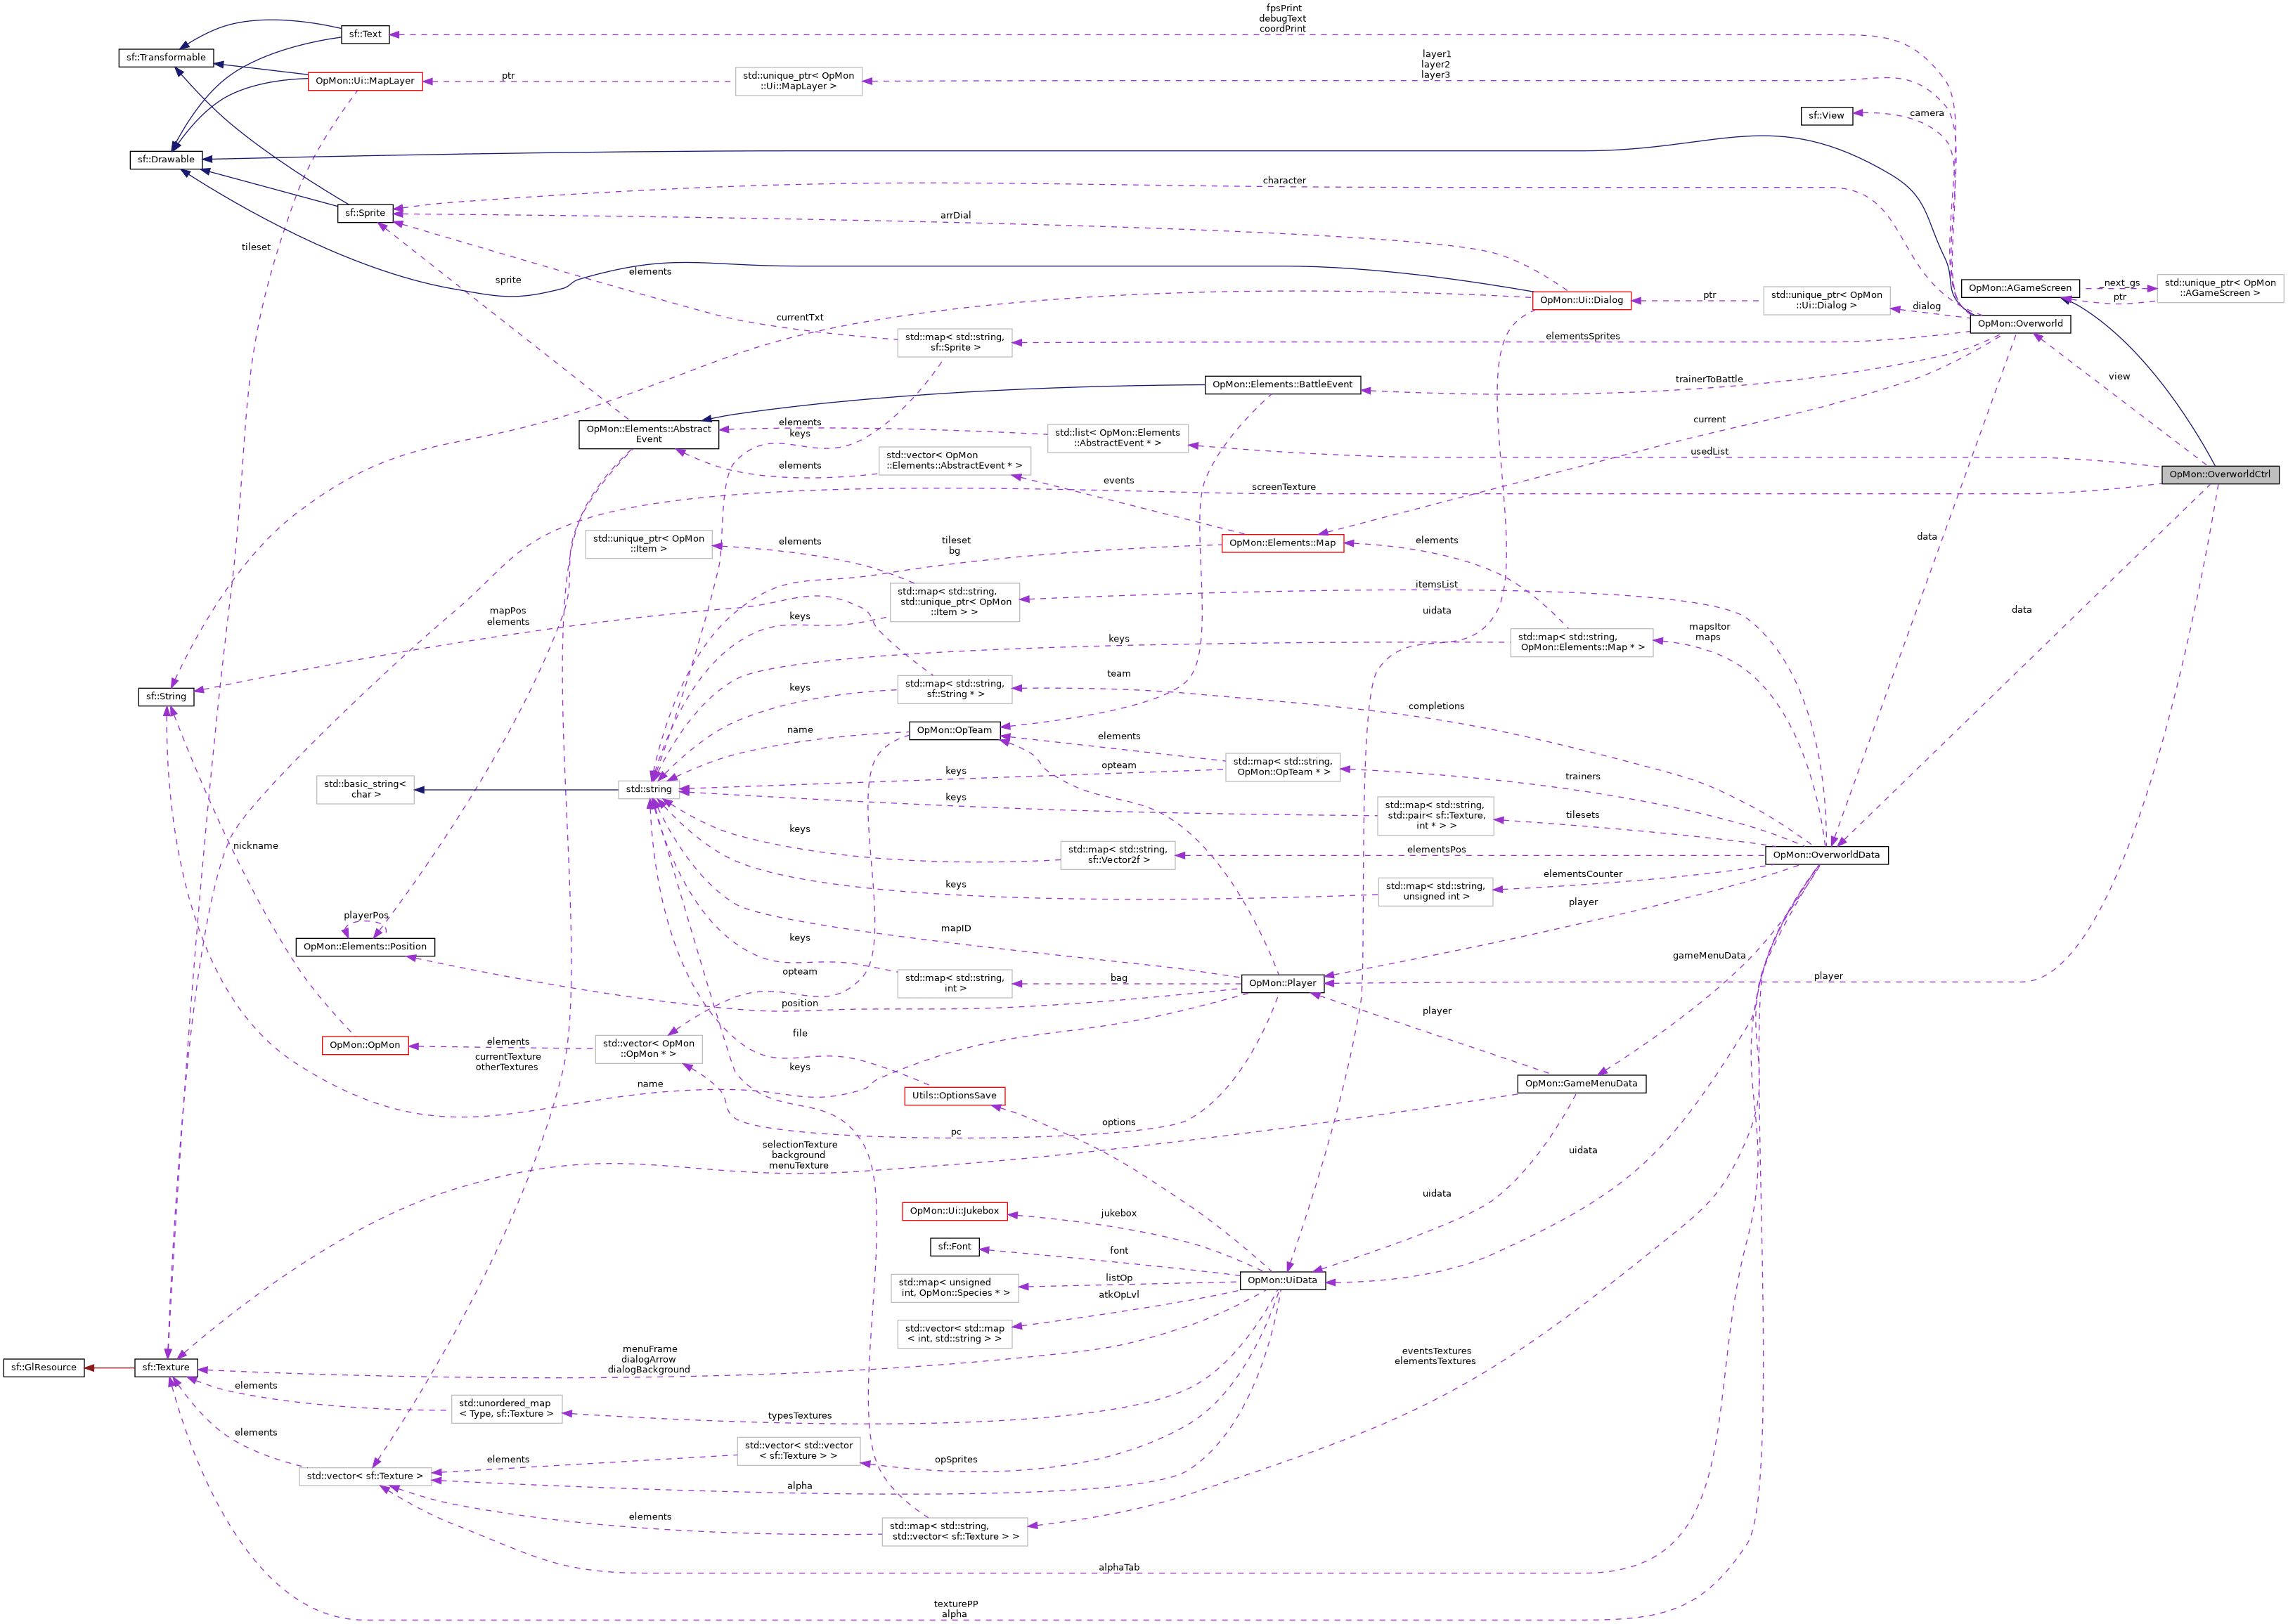 fpsPrint
debugText
coordPrint
sf::Text
sf::Transformable
layer1
layer2
layer3
OpMon::Ui::MapLayer
ptr
std::unique_ptr< OpMon
::Ui::MapLayer >
sf::View
camera
sf::Drawable
character
sf::Sprite
arrDial
tileset
elements
sprite
OpMon::AGameScreen
_next_gs
ptr
std::unique_ptr< OpMon
::AGameScreen >
OpMon::Ui::Dialog
ptr
std::unique_ptr< OpMon
::Ui::Dialog >
dialog
OpMon::Overworld
currentTxt
std::map< std::string,
sf::Sprite >
elementsSprites
OpMon::Elements::BattleEvent
trainerToBattle
view
OpMon::Elements::Abstract
Event
elements
keys
std::list< OpMon::Elements
::AbstractEvent * >
current
usedList
std::vector< OpMon
::Elements::AbstractEvent * >
elements
events
screenTexture
OpMon::OverworldCtrl
std::unique_ptr< OpMon
::Item >
elements
tileset
bg
OpMon::Elements::Map
elements
data
std::map< std::string,
std::unique_ptr< OpMon
::Item > >
itemsList
mapPos
elements
keys
uidata
data
keys
std::map< std::string,
OpMon::Elements::Map * >
mapsItor
maps
sf::String
keys
std::map< std::string,
sf::String * >
team
completions
name
OpMon::OpTeam
elements
std::map< std::string,
OpMon::OpTeam * >
opteam
keys
trainers
std::basic_string<
char >
std::string
keys
std::map< std::string,
std::pair< sf::Texture,
int * > >
tilesets
keys
std::map< std::string,
sf::Vector2f >
elementsPos
OpMon::OverworldData
nickname
keys
std::map< std::string,
unsigned int >
elementsCounter
playerPos
OpMon::Elements::Position
mapID
player
keys
opteam
position
std::map< std::string,
int >
bag
OpMon::Player
gameMenuData
player
player
OpMon::OpMon
elements
std::vector< OpMon
::OpMon * >
file
currentTexture
otherTextures
keys
name
Utils::OptionsSave
OpMon::GameMenuData
pc
options
selectionTexture
background
menuTexture
uidata
uidata
OpMon::Ui::Jukebox
jukebox
sf::Font
font
std::map< unsigned
int, OpMon::Species * >
listOp
OpMon::UiData
atkOpLvl
std::vector< std::map
< int, std::string > >
sf::GlResource
sf::Texture
menuFrame
dialogArrow
dialogBackground
eventsTextures
elementsTextures
elements
std::unordered_map
< Type, sf::Texture >
typesTextures
elements
std::vector< std::vector
< sf::Texture > >
opSprites
elements
std::vector< sf::Texture >
alpha
elements
std::map< std::string,
std::vector< sf::Texture > >
alphaTab
texturePP
alpha